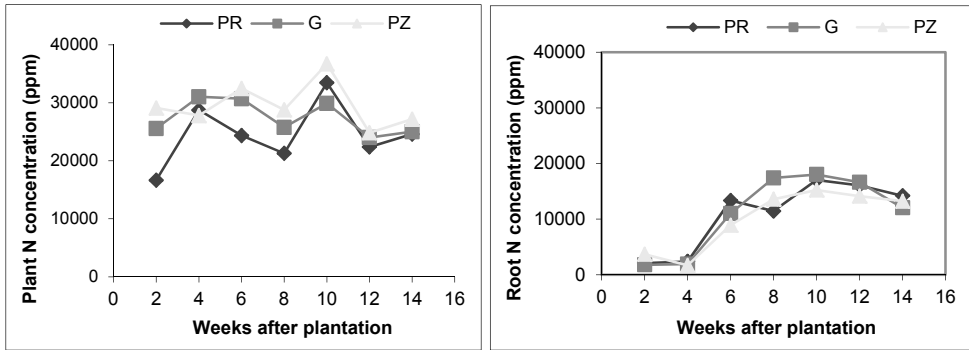 PR G PZ
Plant N concentration (ppm)
40000
30000
20000
10000
0
0 2 4 6 8 10 12 14 16
Weeks after plantation
PR G PZ
Root N concentration (ppm)
40000
30000
20000
10000
0
0 2 4 6 8 10 12 14 16
Weeks after plantation